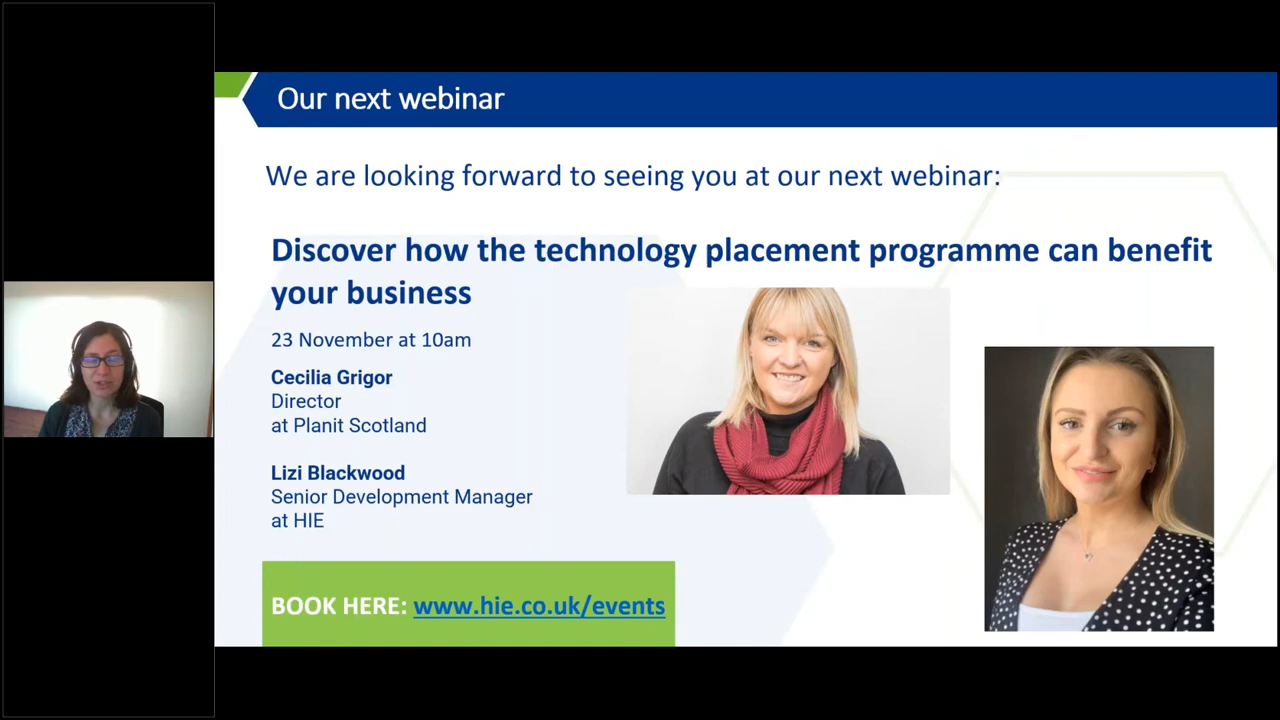 Our next webinar
We are looking forward to seeing you at our next webinar:
Discover how the technology placement programme can benefit
your business
23 November at 10am
Cecilia Grigor
Director
at Planit Scotland
Lizi Blackwood
Senior Development Manager
at HIE
BOOK HERE: www.hie.co.uk/events